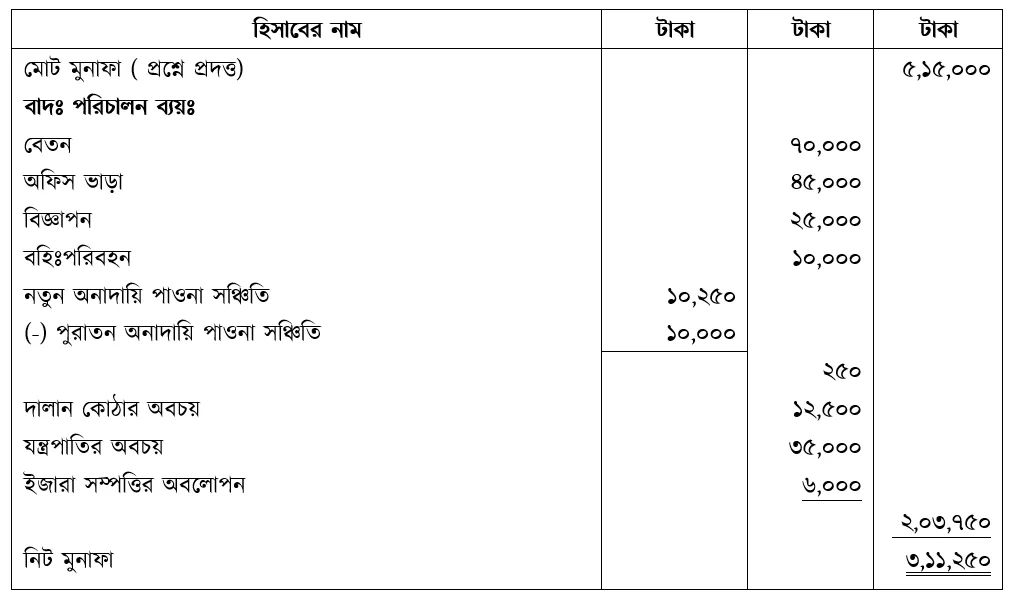 হিসাবের নাম টাকা টাকা টাকা
মোট মুনাফা ( প্রশ্নে প্রদত্ত) ৫,১৫,০০০
বাদঃ পরিচালন ব্যয়ঃ
বেতন ৭০,০০০
অফিস ভাড়া ৪৫,০০০
বিজ্ঞাপন ২৫,০০০
বহিঃপরিবহন ১০,০০০
নতুন অনাদায়ি পাওনা সঞ্চিতি ১০,২৫০
(-) পুরাতন অনাদায়ি পাওনা সঞ্চিতি ১০,০০০
২৫০
দালান কোঠার অবচয় ১২,৫০০
যন্ত্রপাতির অবচয় ৩৫,০০০
ইজারা সম্পত্তির অবলোপন ৬,০০০
২,০৩,৭৫০
নিট মুনাফা ৩,১১,২৫০